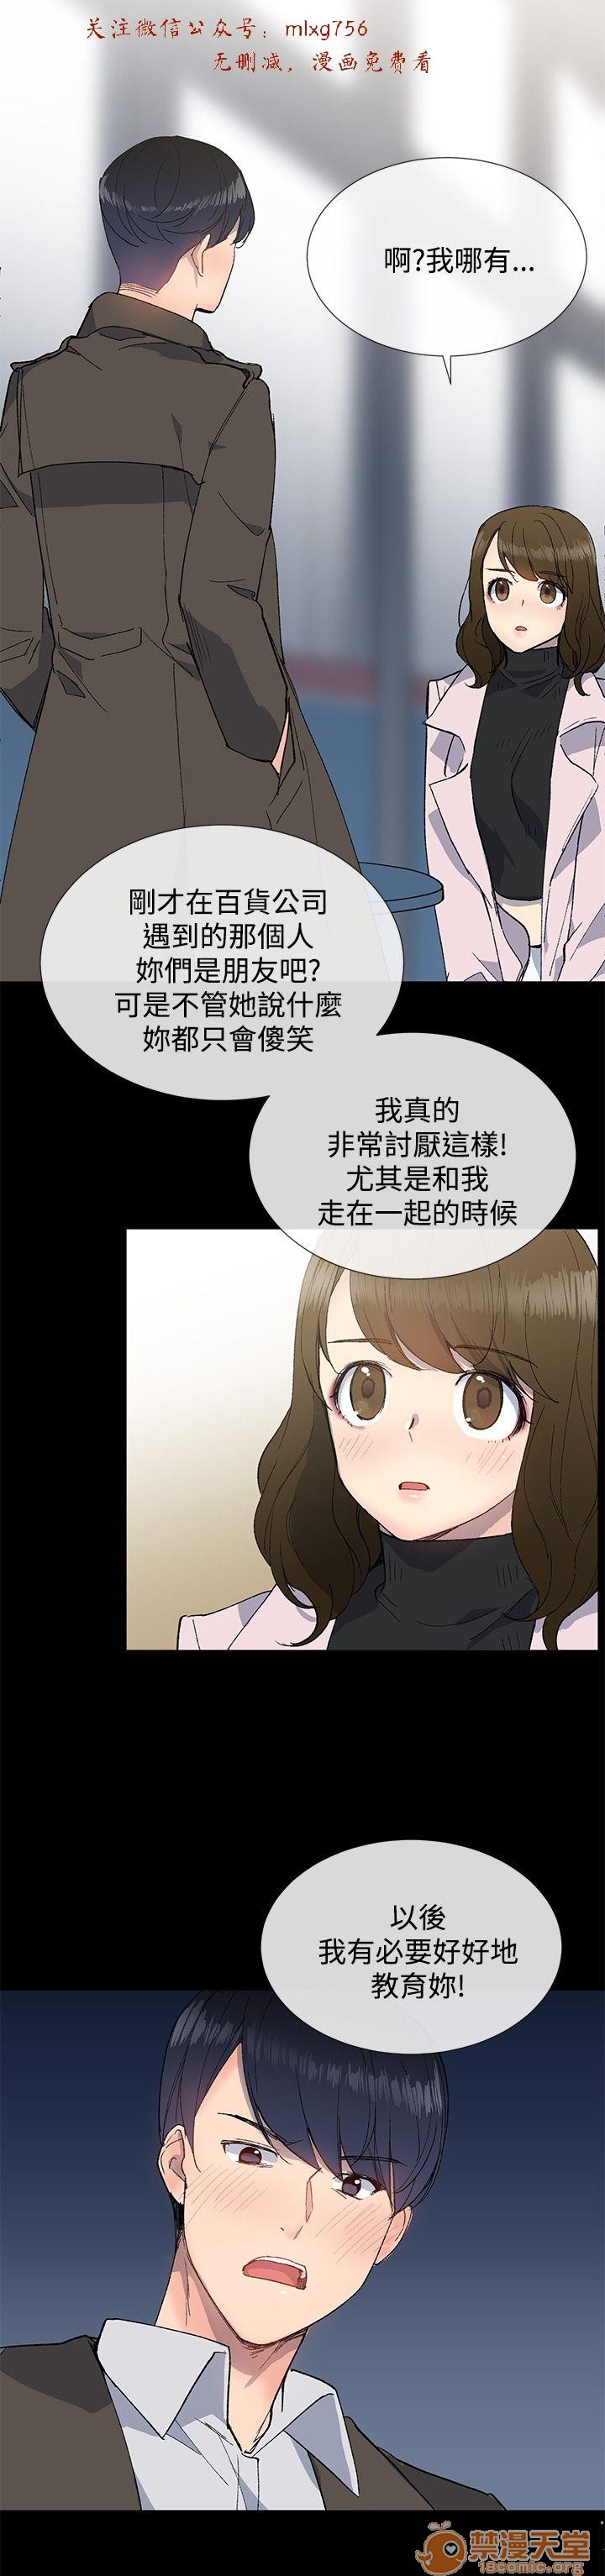 关注微信公众号：mlxg756
无删减，漫画免费看
啊?我哪有...
剛才在百貨公司
遇到的那個人
妳們是朋友吧?
可是不管她說什麼
妳都只會傻笑
我真的
非常討厭這樣!
尤其是和我
走在一起的時候
以後
我有必要好好地
教育妳!
禁漫天堂
18comic.org